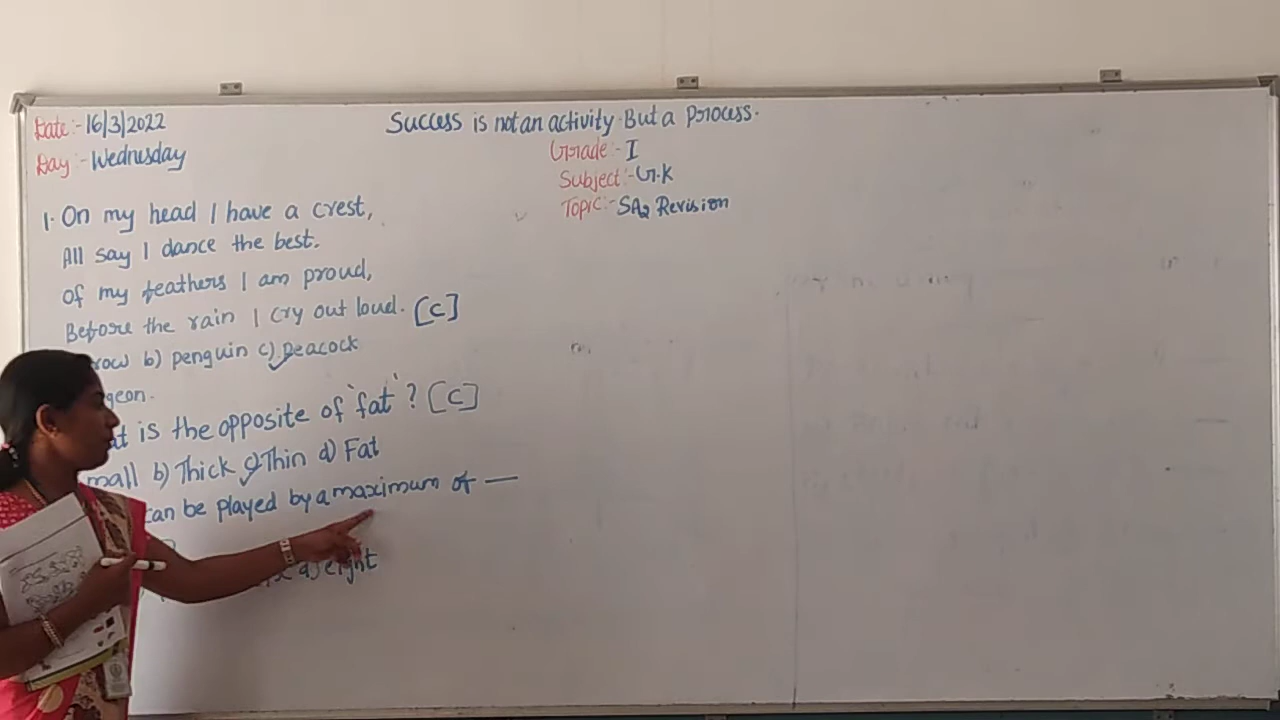 Date:- 16/3/2022
Day:- Wednesday
Success is not an activity But a process.
Grade:- I
Subject:- G.K
Topic:- SA2 Revision
1. On my head I have a crest,
All say I dance the best.
Of my feathers I am proud,
Before the rain I cry out loud. [C]
b) penguin c) peacock
is the opposite of 'fat'? [C]
b) Thick c) Thin d) Fat
can be played by a maximum of —
d) eight